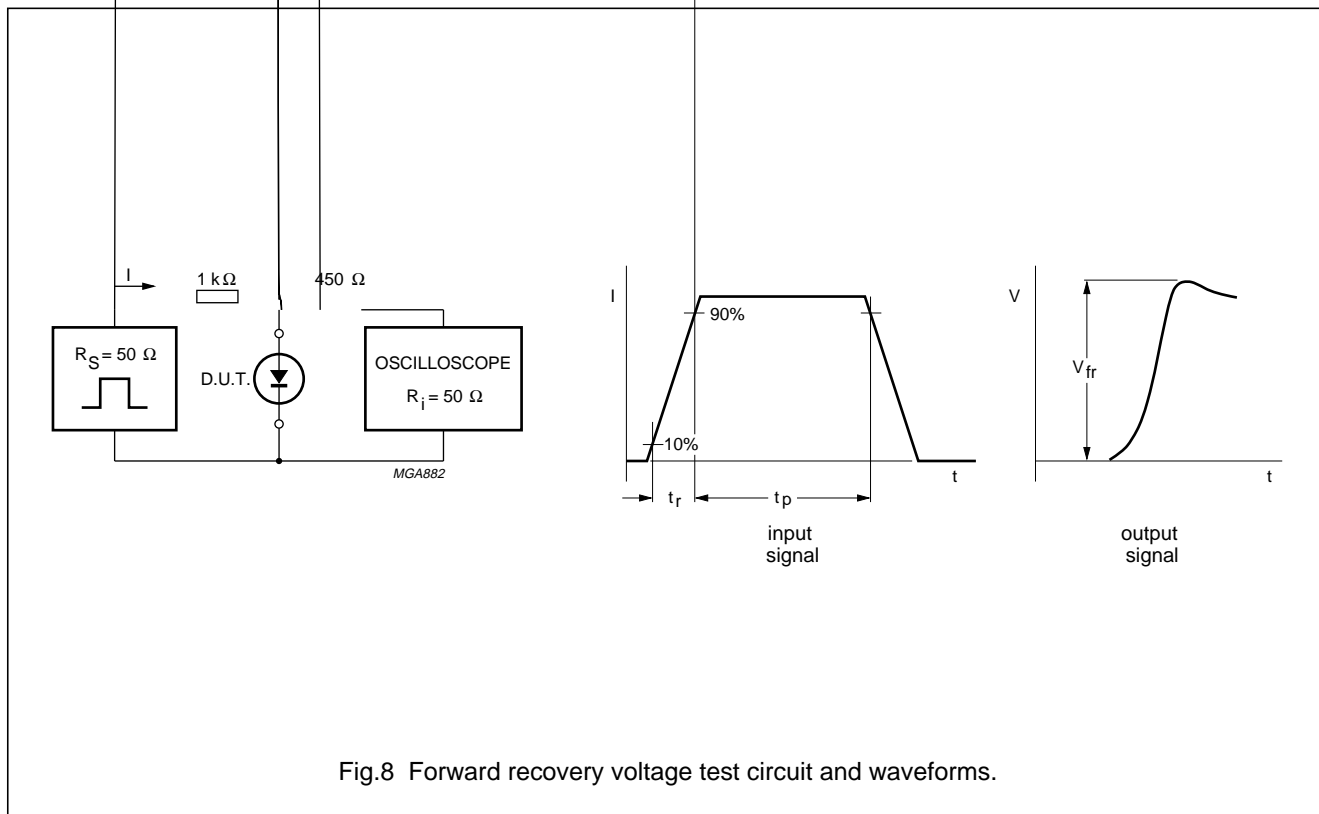 I
1 kΩ
450 Ω
R_S = 50 Ω
D.U.T.
OSCILLOSCOPE
R_i = 50 Ω
MGA882
I
90%
10%
t
t_r
t_p
input
signal
V
V_fr
t
output
signal
Fig.8 Forward recovery voltage test circuit and waveforms.